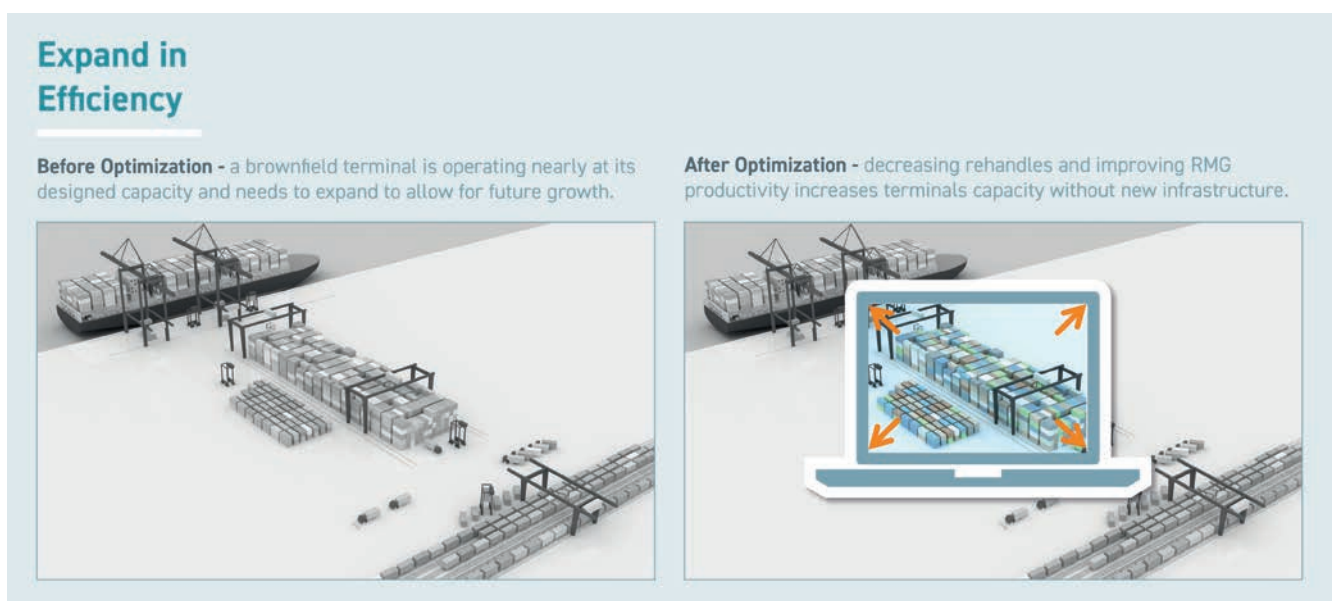 Expand in
Efficiency
Before Optimization - a brownfield terminal is operating nearly at its
designed capacity and needs to expand to allow for future growth.
After Optimization - decreasing rehandles and improving RMG
productivity increases terminals capacity without new infrastructure.